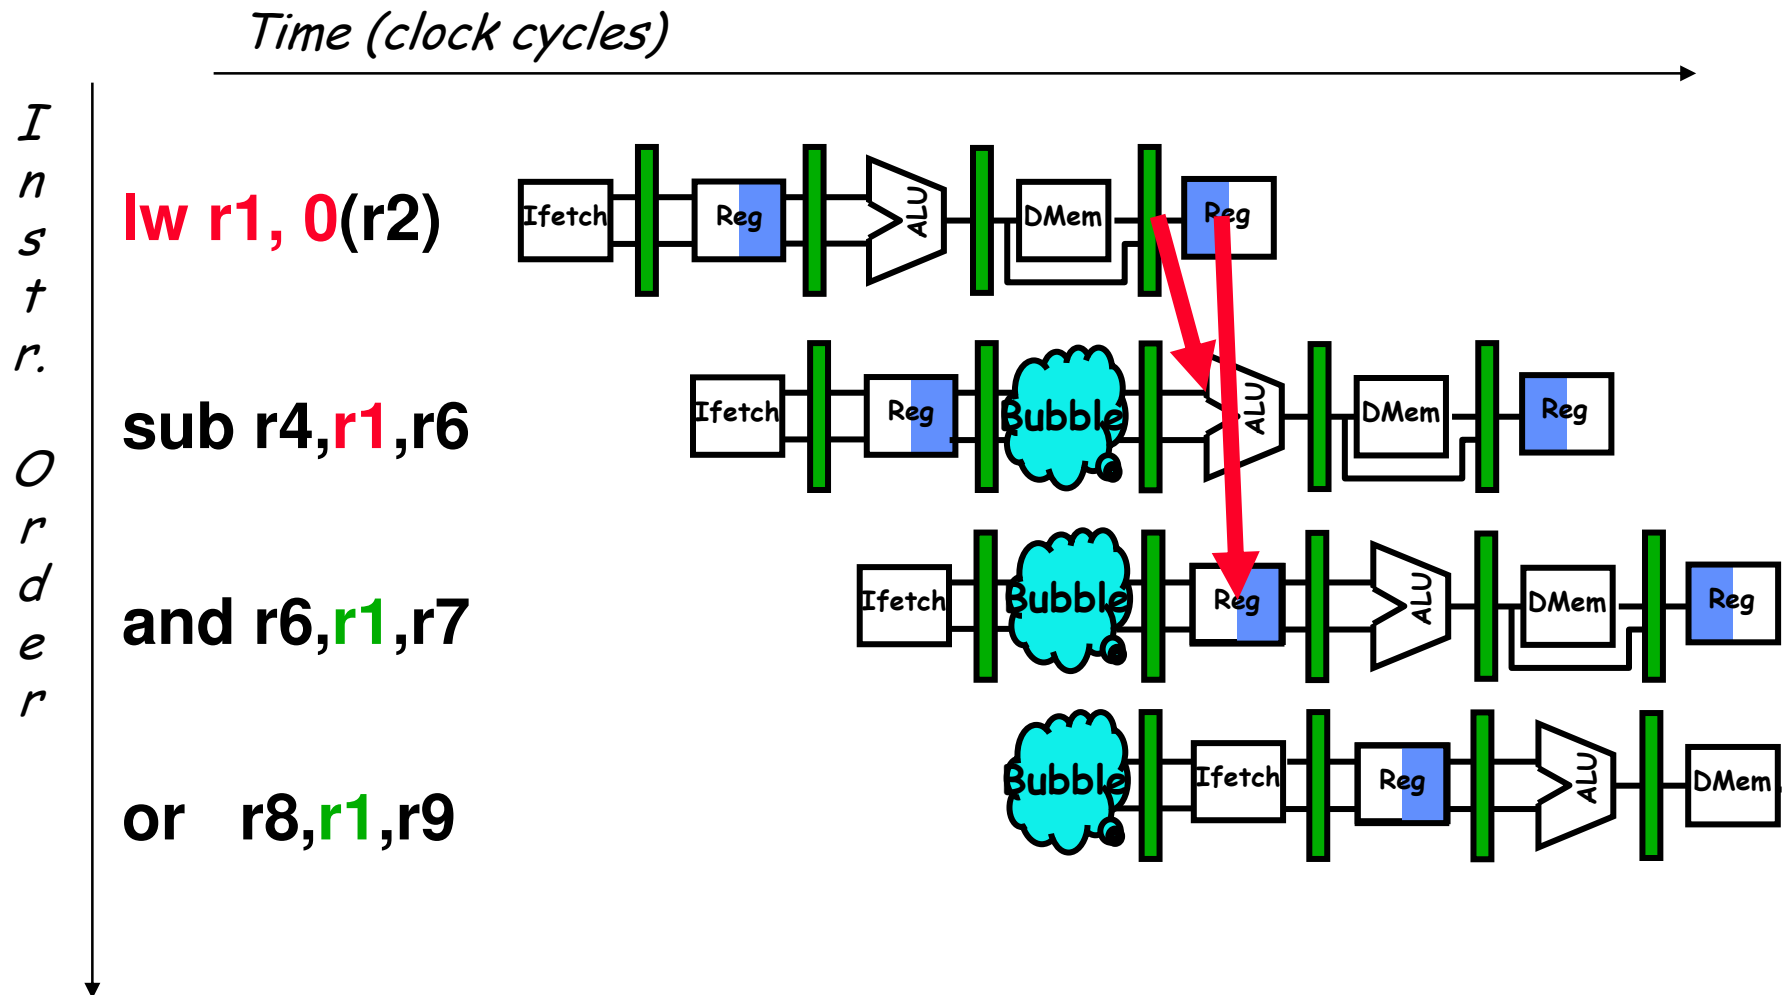 Time (clock cycles)
Instr. Order
lw r1, 0(r2)
Ifetch Reg ALU DMem Reg
sub r4,r1,r6
Ifetch Reg Bubble ALU DMem Reg
and r6,r1,r7
Ifetch Bubble Reg ALU DMem Reg
or r8,r1,r9
Bubble Ifetch Reg ALU DMem